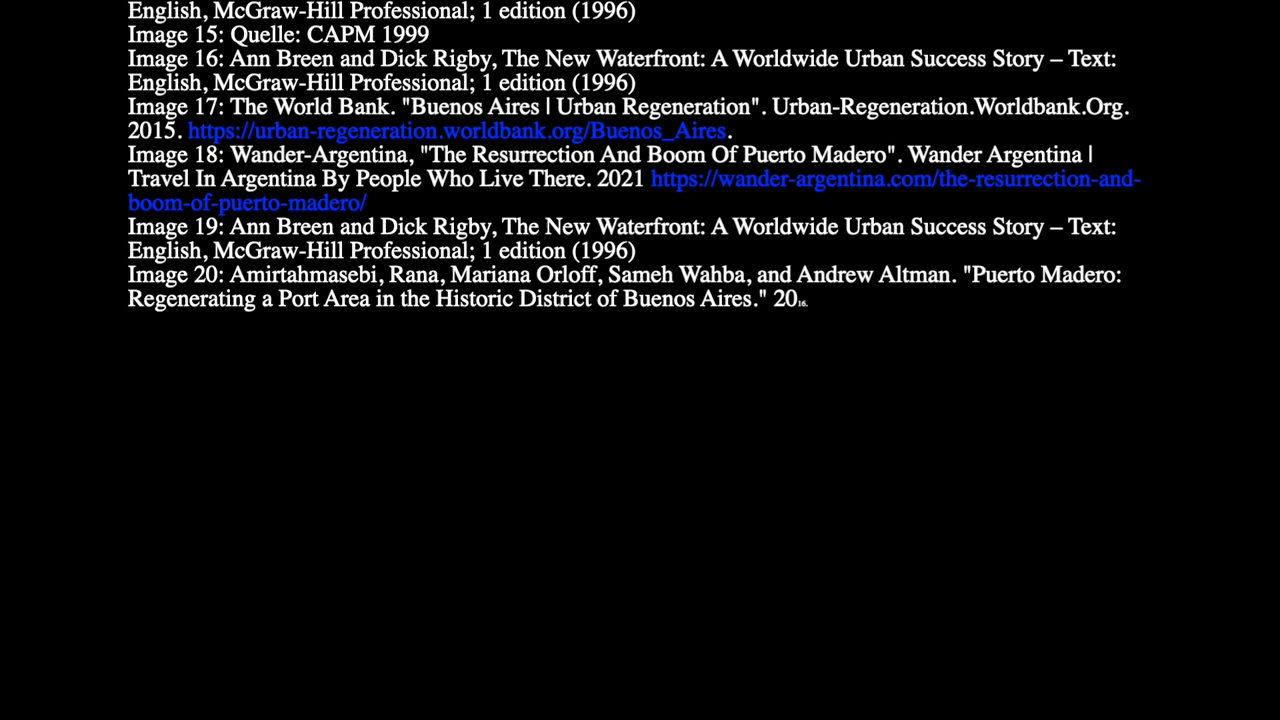 English, McGraw-Hill Professional; 1 edition (1996)
Image 15: Quelle: CAPM 1999
Image 16: Ann Breen and Dick Rigby, The New Waterfront: A Worldwide Urban Success Story – Text:
English, McGraw-Hill Professional; 1 edition (1996)
Image 17: The World Bank. "Buenos Aires | Urban Regeneration". Urban-Regeneration.Worldbank.Org.
2015. https://urban-regeneration.worldbank.org/Buenos_Aires.
Image 18: Wander-Argentina, "The Resurrection And Boom Of Puerto Madero". Wander Argentina |
Travel In Argentina By People Who Live There. 2021 https://wander-argentina.com/the-resurrection-and-
boom-of-puerto-madero/
Image 19: Ann Breen and Dick Rigby, The New Waterfront: A Worldwide Urban Success Story – Text:
English, McGraw-Hill Professional; 1 edition (1996)
Image 20: Amirtahmasebi, Rana, Mariana Orloff, Sameh Wahba, and Andrew Altman. "Puerto Madero:
Regenerating a Port Area in the Historic District of Buenos Aires." 2016.